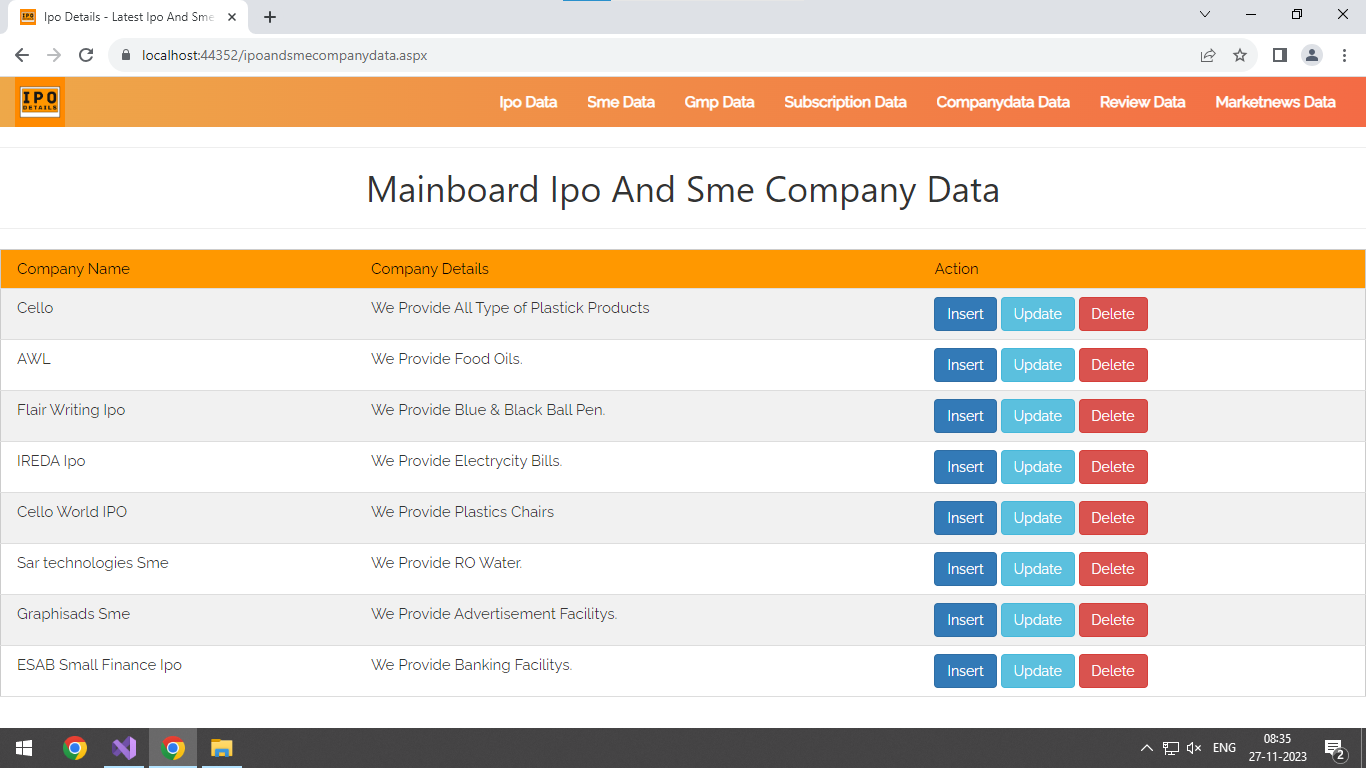 Ipo Details - Latest Ipo And Sme
localhost:44352/ipoandsmecompanydata.aspx
IPO
DETAILS
Ipo Data Sme Data Gmp Data Subscription Data Companydata Data Review Data Marketnews Data
Mainboard Ipo And Sme Company Data
Company Name Company Details Action
Cello We Provide All Type of Plastick Products Insert Update Delete
AWL We Provide Food Oils. Insert Update Delete
Flair Writing Ipo We Provide Blue & Black Ball Pen. Insert Update Delete
IREDA Ipo We Provide Electrycity Bills. Insert Update Delete
Cello World IPO We Provide Plastics Chairs Insert Update Delete
Sar technologies Sme We Provide RO Water. Insert Update Delete
Graphisads Sme We Provide Advertisement Facilitys. Insert Update Delete
ESAB Small Finance Ipo We Provide Banking Facilitys. Insert Update Delete
ENG 08:35
27-11-2023 2